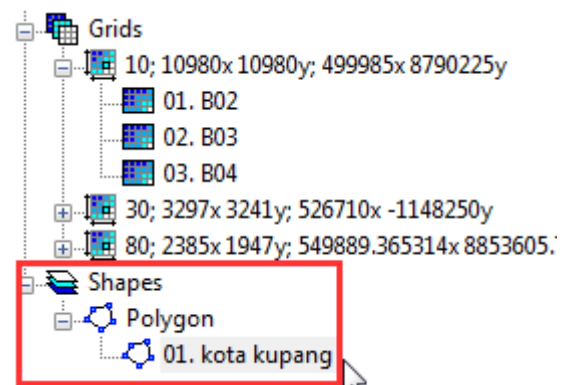 Grids
10; 10980x 10980y; 499985x 8790225y
01. B02
02. B03
03. B04
30; 3297x 3241y; 526710x -1148250y
80; 2385x 1947y; 549889.365314x 8853605.
Shapes
Polygon
01. kota kupang